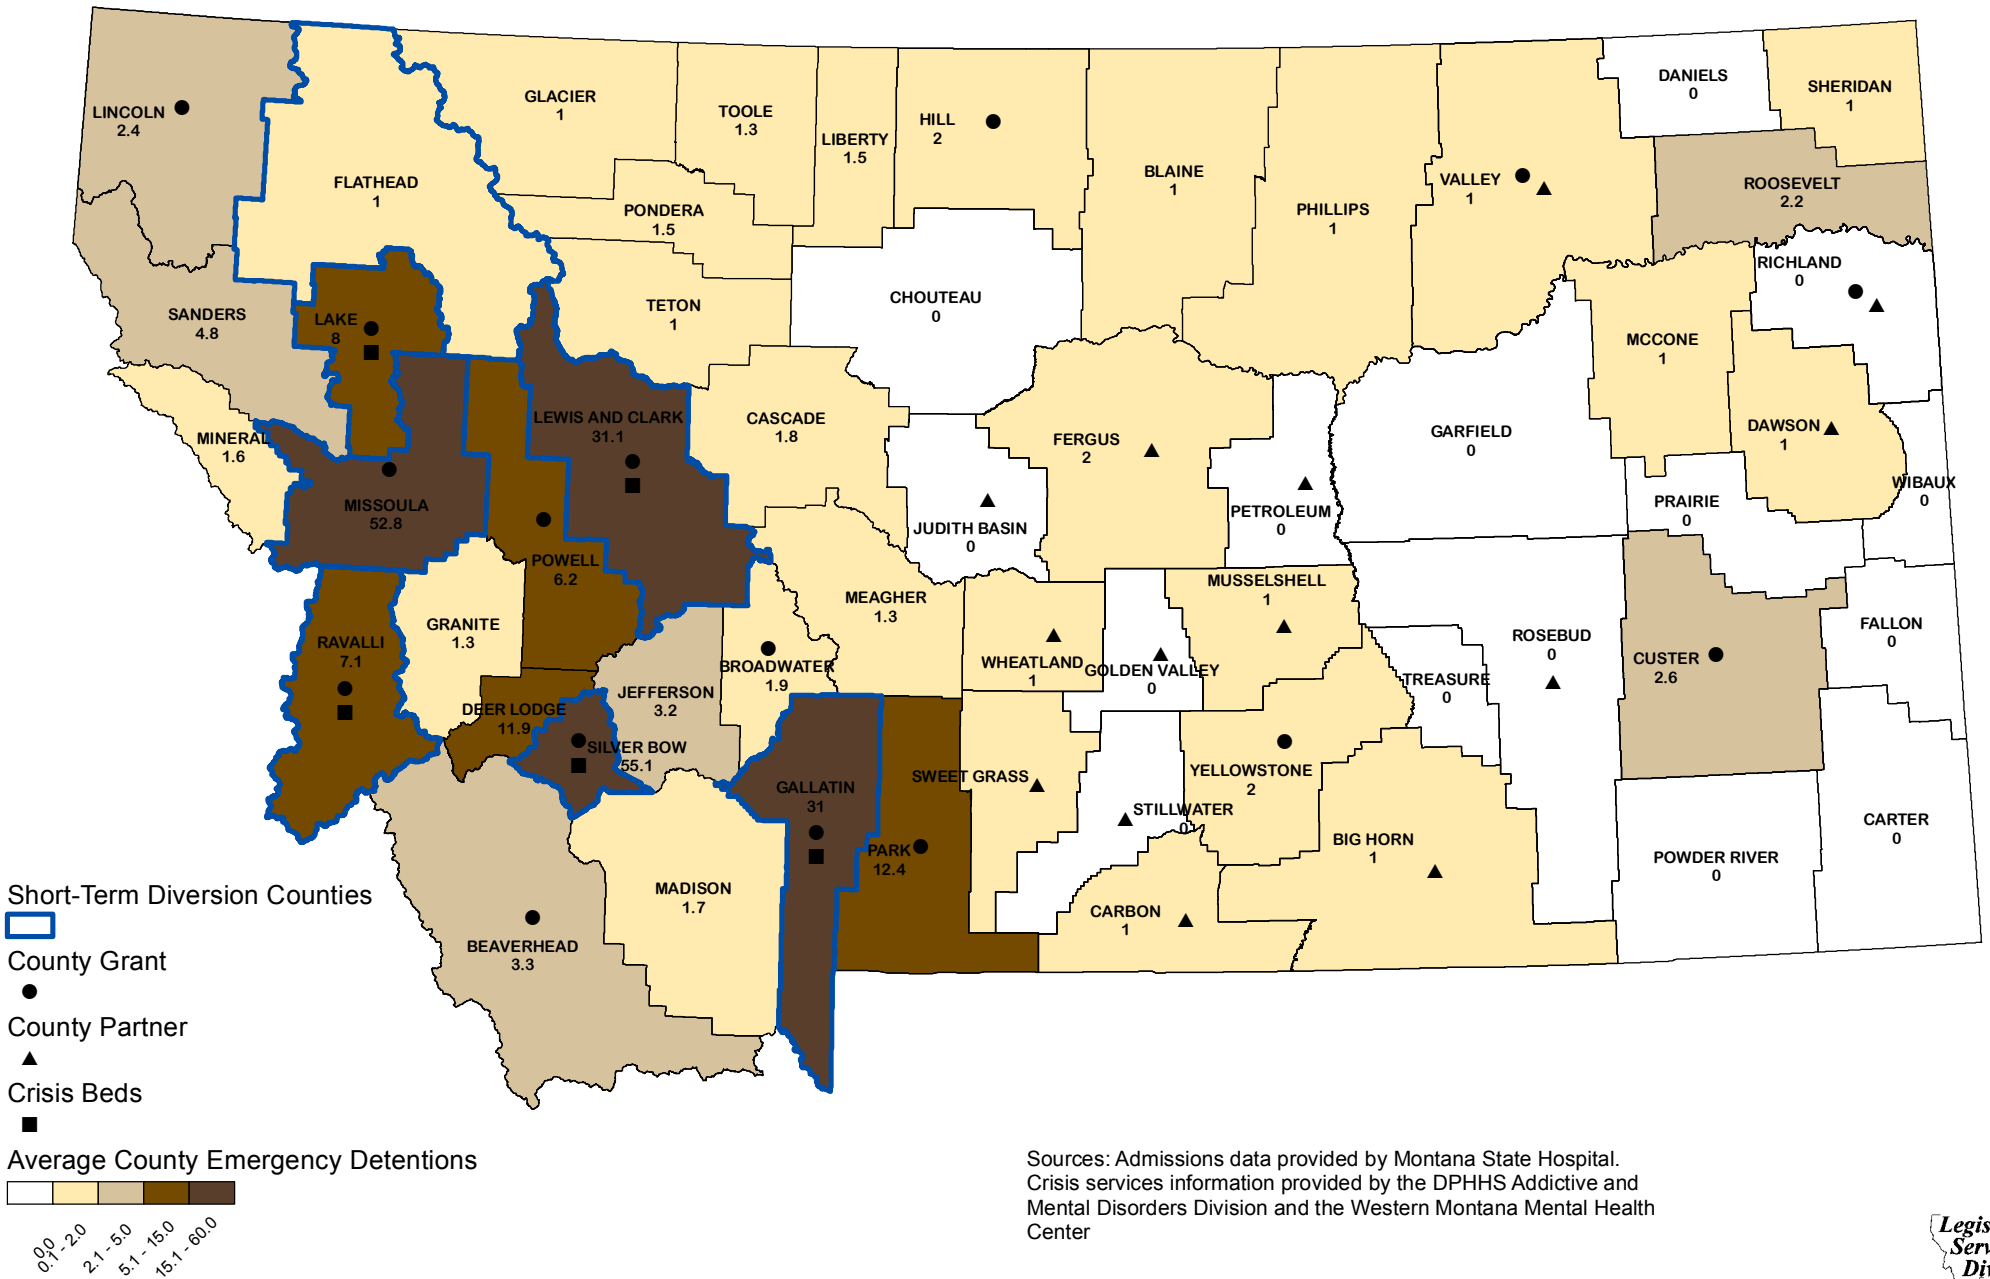 LINCOLN
2.4
FLATHEAD
1
GLACIER
1
TOOLE
1.3
LIBERTY
1.5
HILL
2
BLAINE
1
PHILLIPS
1
VALLEY
1
DANIELS
0
SHERIDAN
1
ROOSEVELT
2.2
RICHLAND
0
PONDERA
1.5
TETON
1
CHOUTEAU
0
SANDERS
4.8
LAKE
8
MCCONE
1
DAWSON
1
GARFIELD
0
WIBAUX
0
PRAIRIE
0
MINERAL
1.6
MISSOULA
52.8
LEWIS AND CLARK
31.1
CASCADE
1.8
FERGUS
2
JUDITH BASIN
0
PETROLEUM
0
POWELL
6.2
GRANITE
1.3
RAVALLI
7.1
MEAGHER
1.3
BROADWATER
1.9
WHEATLAND
1
GOLDEN VALLEY
0
MUSSELSHELL
1
TREASURE
0
ROSEBUD
0
CUSTER
2.6
FALLON
0
DEER LODGE
11.9
JEFFERSON
3.2
SILVER BOW
55.1
GALLATIN
31
PARK
12.4
SWEET GRASS
STILLWATER
0
YELLOWSTONE
2
BIG HORN
1
CARBON
1
POWDER RIVER
0
CARTER
0
MADISON
1.7
BEAVERHEAD
3.3
Short-Term Diversion Counties
County Grant
County Partner
Crisis Beds
Average County Emergency Detentions
0.0
0.1 - 2.0
2.1 - 5.0
5.1 - 15.0
15.1 - 60.0
Sources: Admissions data provided by Montana State Hospital.
Crisis services information provided by the DPHHS Addictive and
Mental Disorders Division and the Western Montana Mental Health
Center
Legis
Serv
Div